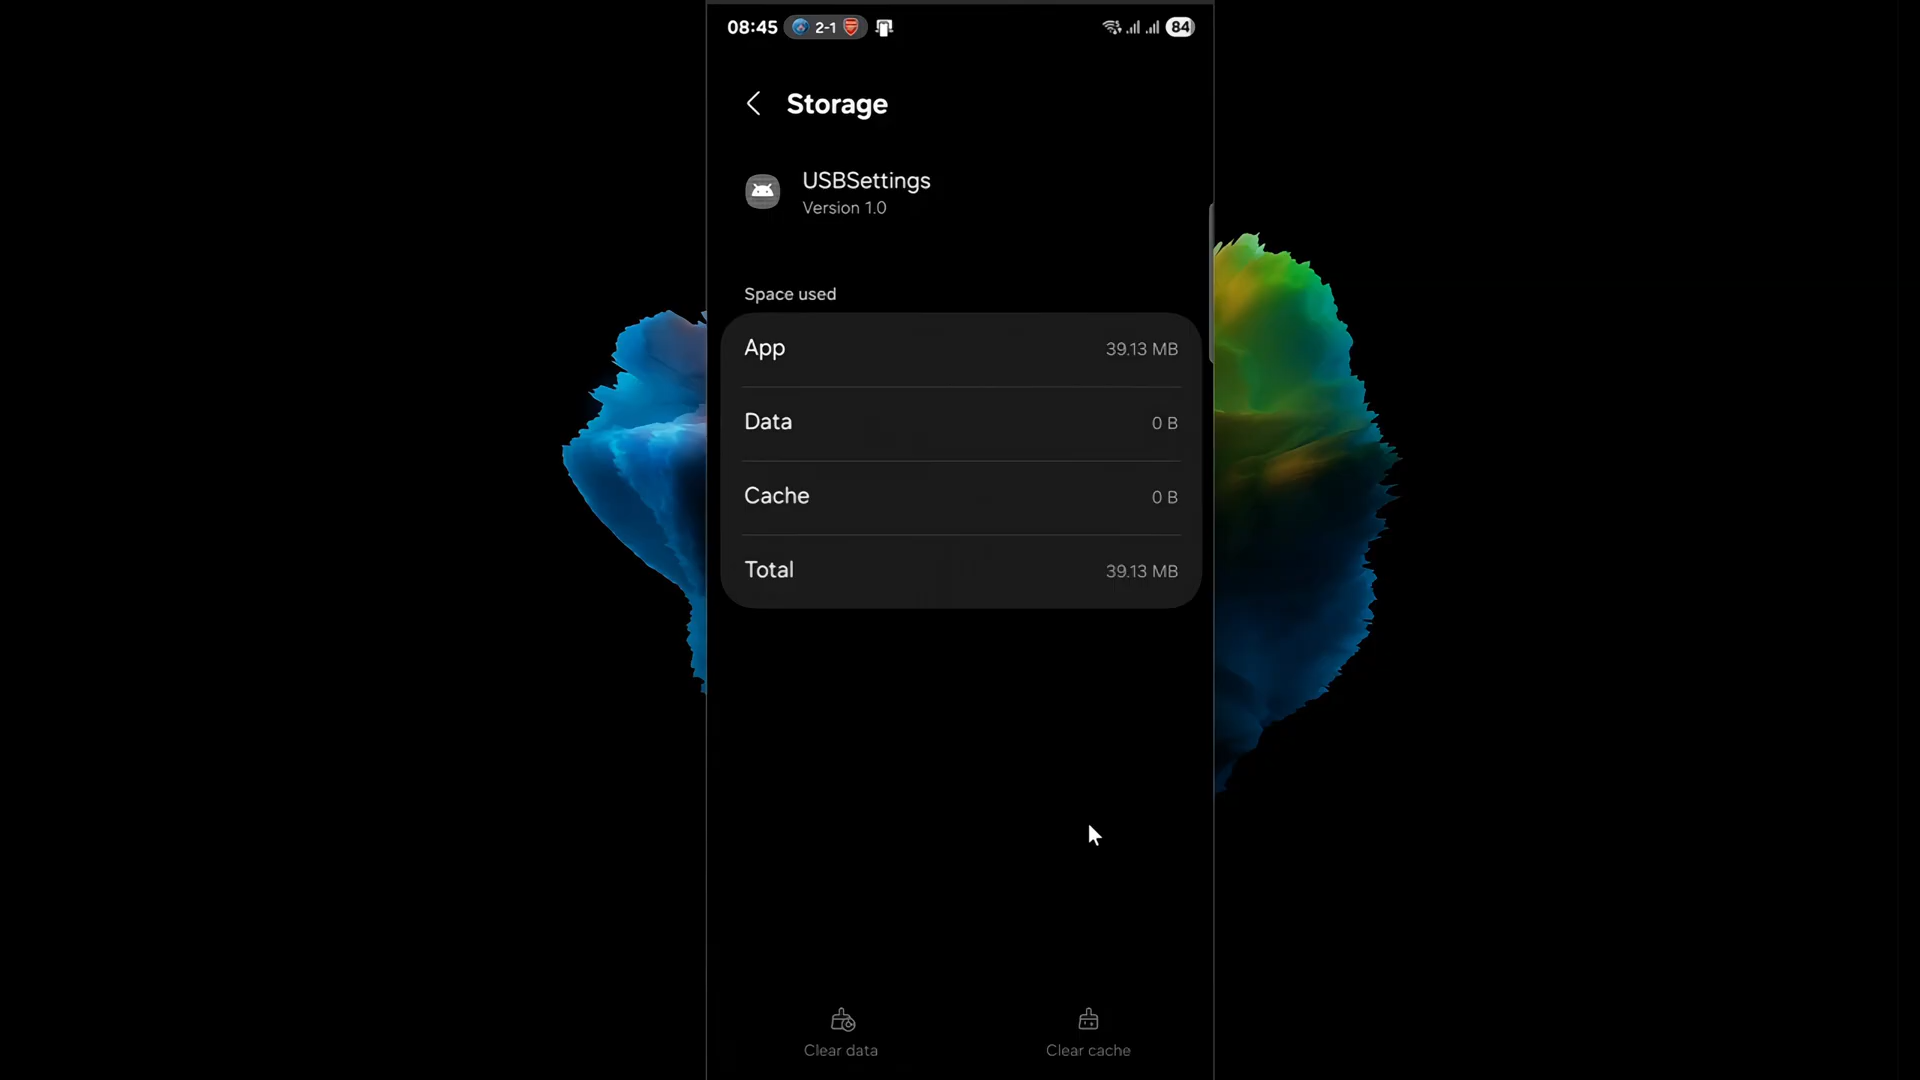 08:45 2-1 84
Storage
USBSettings
Version 1.0
Space used
App 39.13 MB
Data 0 B
Cache 0 B
Total 39.13 MB
Clear data Clear cache